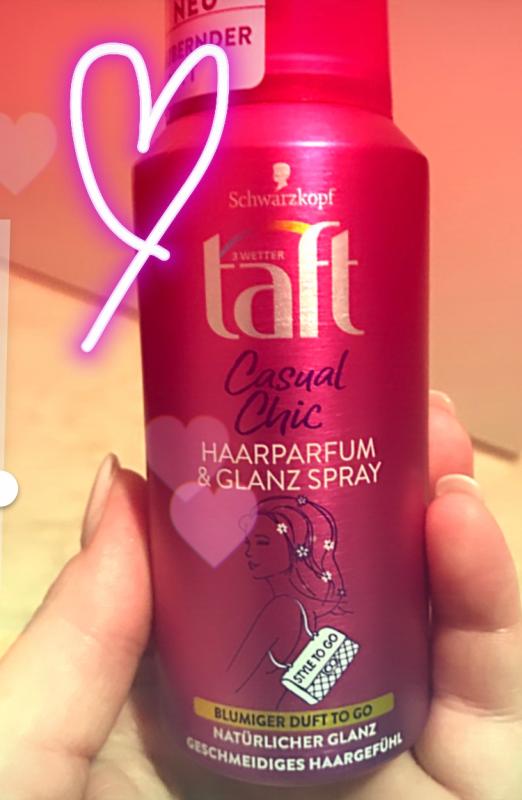 NEU
Schwarzkopf
3 WETTER
taft
Casual
Chic
HAARPARFUM
& GLANZ SPRAY
STYLE TO GO
BLUMIGER DUFT TO GO
NATÜRLICHER GLANZ
GESCHMEIDIGES HAARGEFÜHL